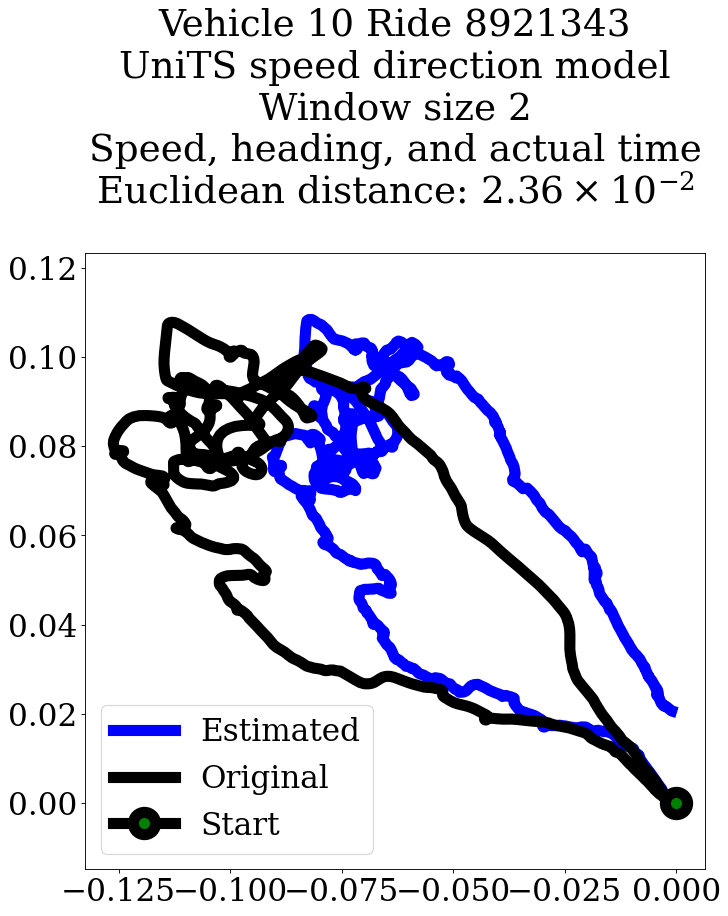 Vehicle 10 Ride 8921343
UniTS speed direction model
Window size 2
Speed, heading, and actual time
Euclidean distance: 2.36 × 10⁻²
0.12
0.10
0.08
0.06
0.04
0.02
0.00
Estimated
Original
Start
−0.125 −0.100 −0.075 −0.050 −0.025 0.000